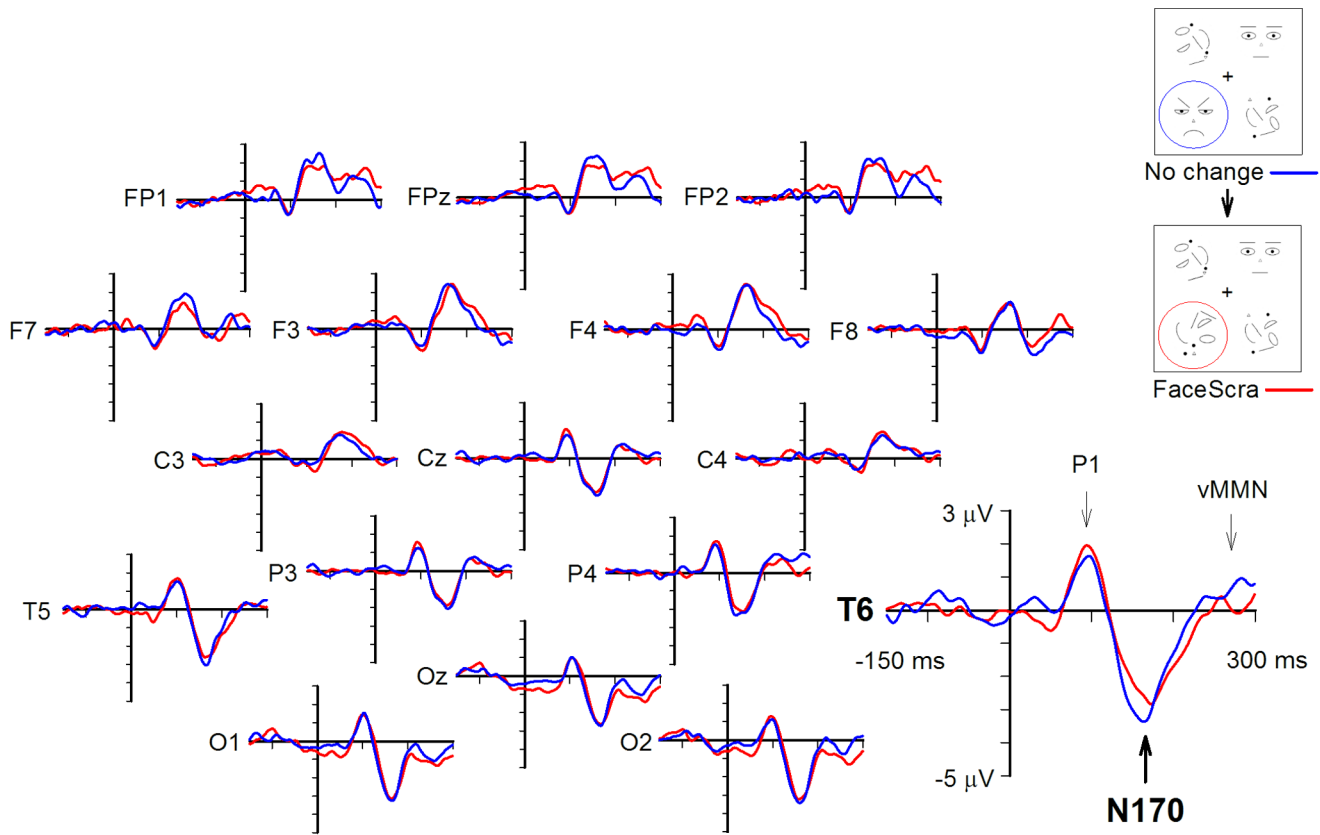 No change
FP1
FPz
FP2
FaceScra
F7
F3
F4
F8
C3
Cz
C4
P1
vMMN
3 μV
P3
P4
T5
T6
-150 ms
300 ms
Oz
O1
O2
-5 μV
N170